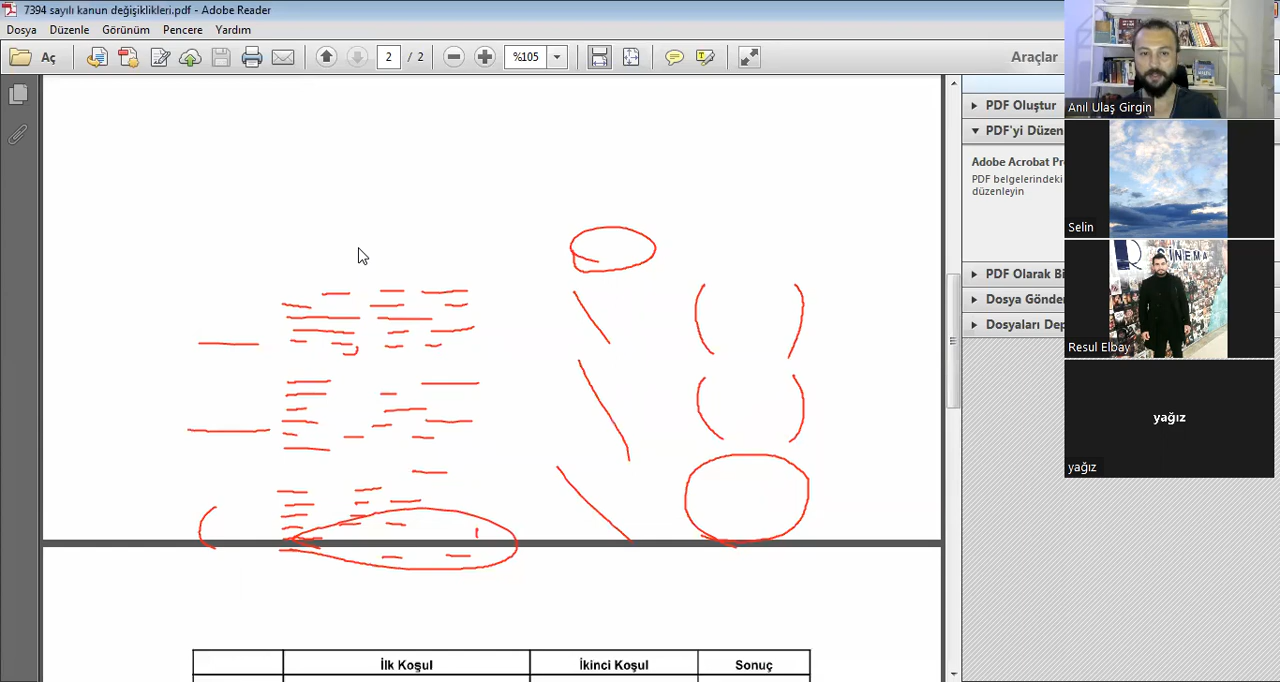 7394 sayılı kanun değişiklikleri.pdf - Adobe Reader
Dosya Düzenle Görünüm Pencere Yardım
Aç
2 / 2
%105
Araçlar
PDF Oluştur
PDF'yi Düzen
Adobe Acrobat Pr
PDF belgelerindeki
düzenleyin
PDF Olarak Bi
Dosya Gönder
Dosyaları Dep
Anıl Ulaş Girgin
Selin
SİNEMA
Resul Elbay
yağız
yağız
İlk Koşul İkinci Koşul Sonuç